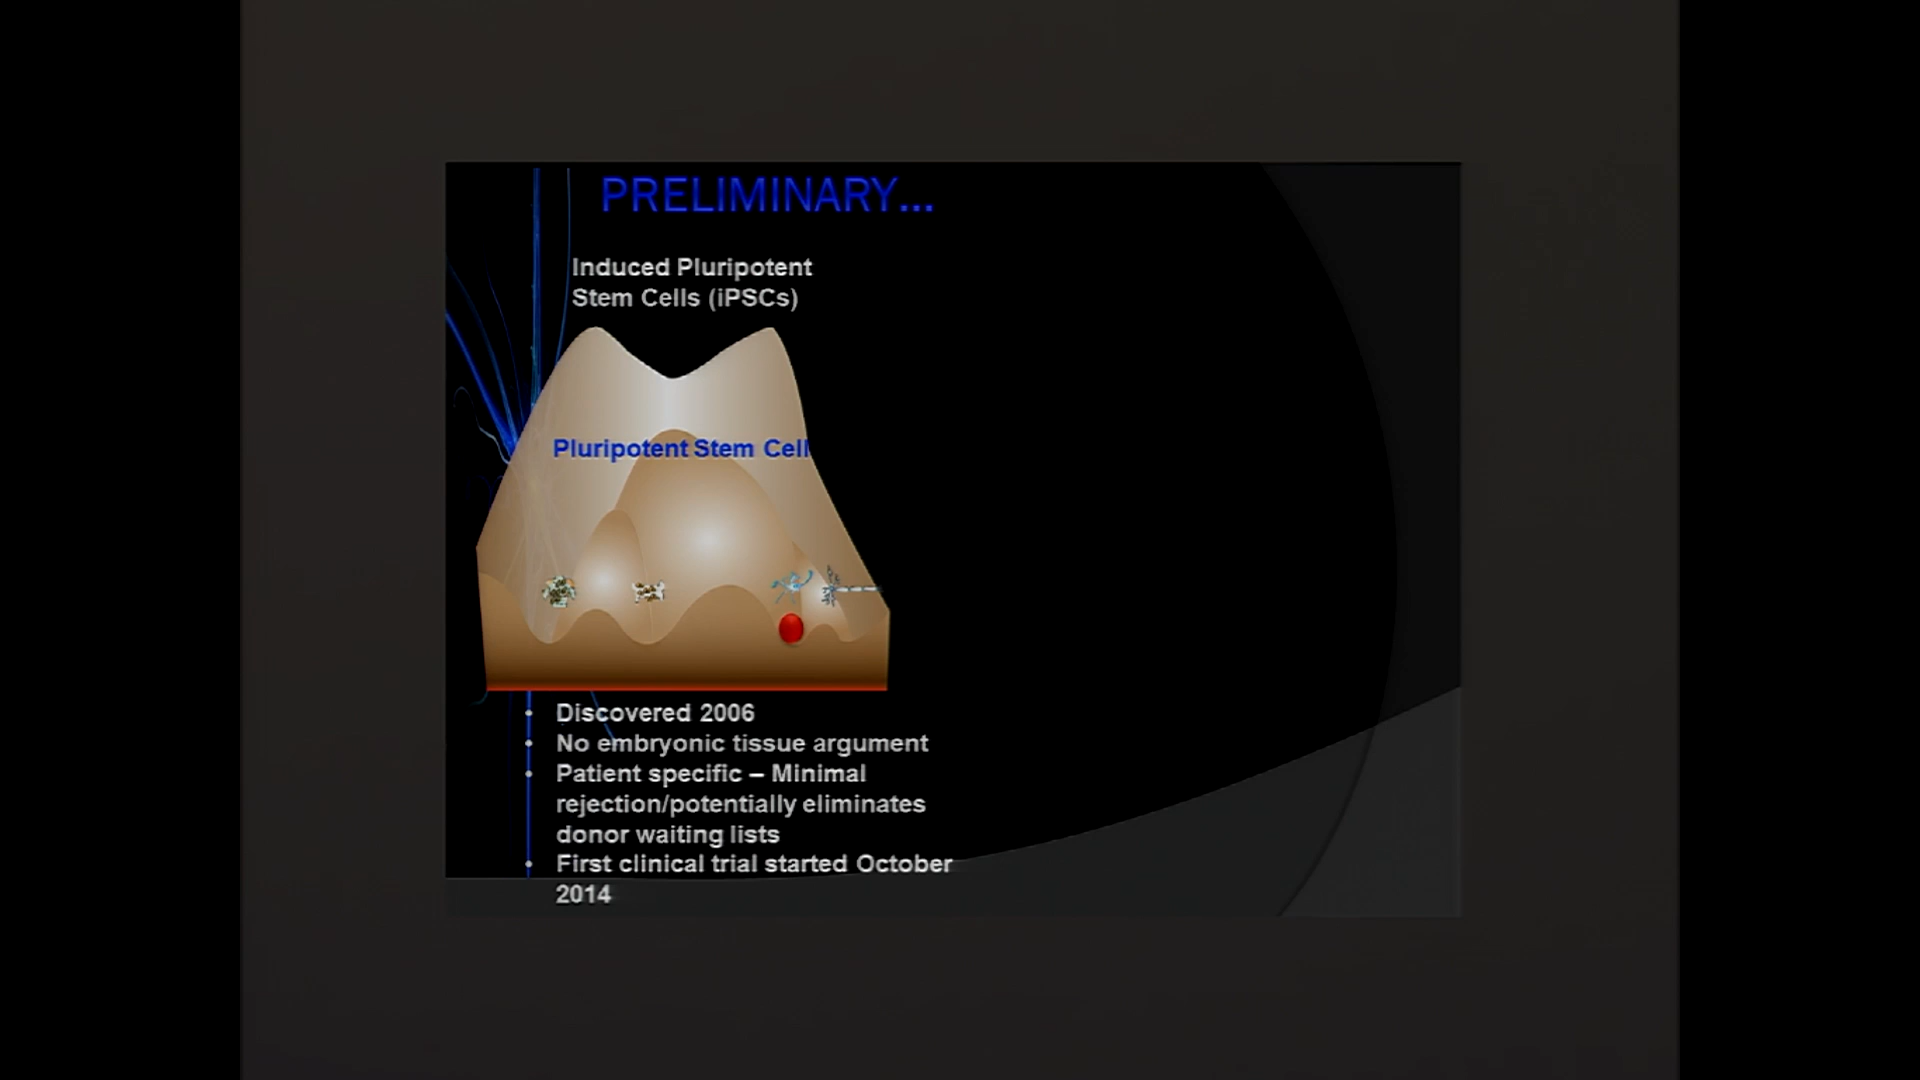 PRELIMINARY...
Induced Pluripotent
Stem Cells (iPSCs)
Pluripotent Stem Cell
• Discovered 2006
• No embryonic tissue argument
• Patient specific – Minimal
rejection/potentially eliminates
donor waiting lists
• First clinical trial started October
2014